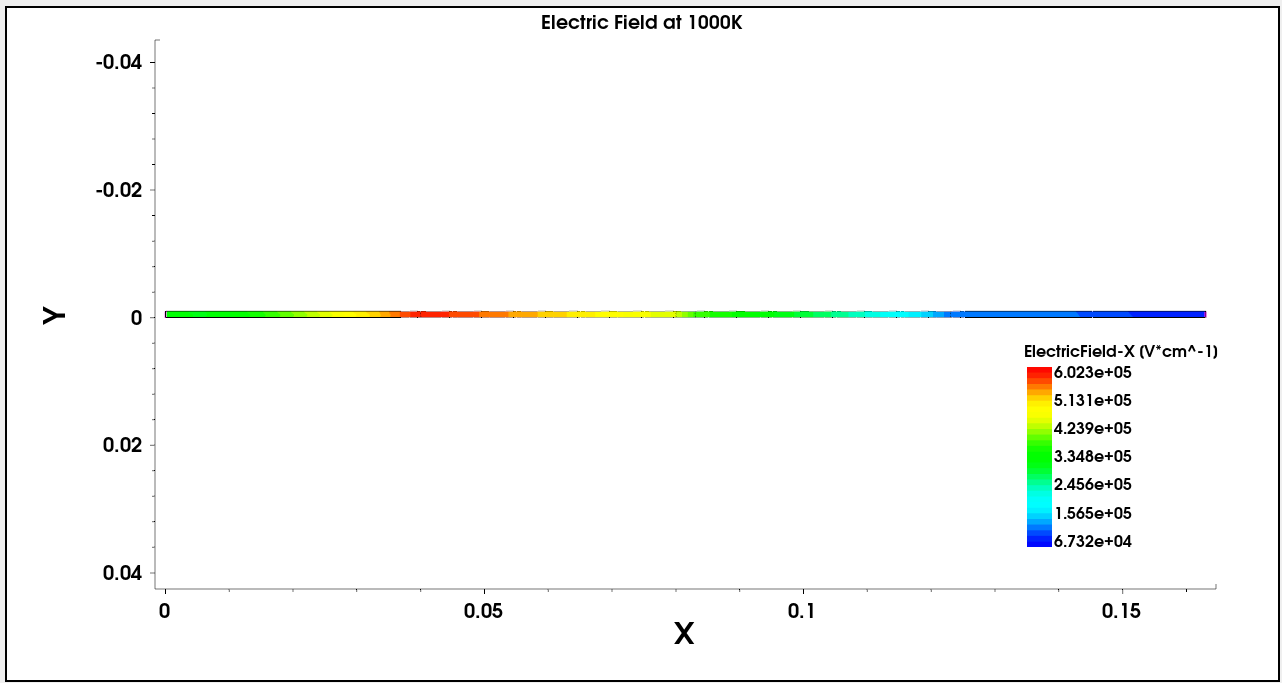 Electric Field at 1000K
-0.04
-0.02
Y
0
ElectricField-X (V*cm^-1)
6.023e+05
5.131e+05
4.239e+05
3.348e+05
0.02
2.456e+05
1.565e+05
6.732e+04
0.04
0 0.05 0.1 0.15
X